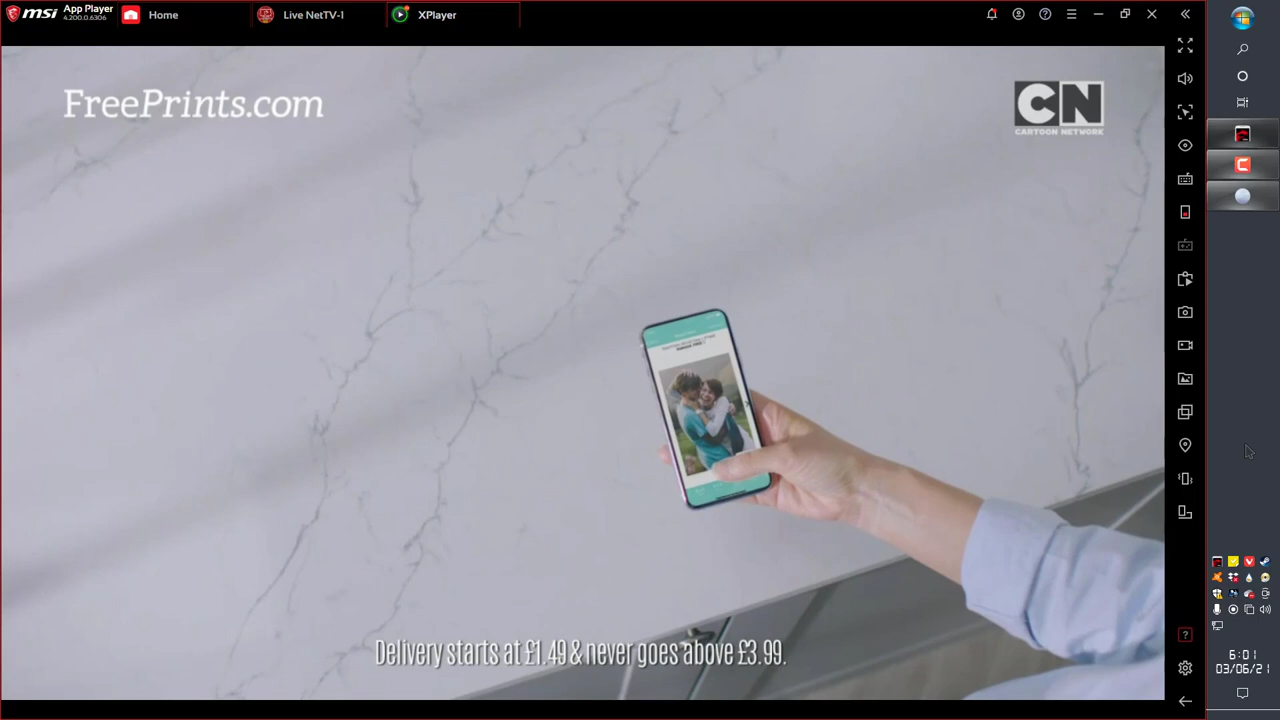 msi App Player
4.200.0.6306
Home
Live NetTV-1
XPlayer
FreePrints.com
CN
CARTOON NETWORK
Delivery starts at £1.49 & never goes above £3.99.
6:01
03/06/21